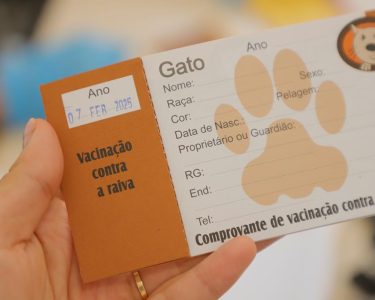 Ano
07 FEB 2025
Vacinação
contra
a raiva
Gato
Ano
Nome:
Raça:
Sexo:
Cor:
Pelagem:
Data de Nasc.:
Proprietário ou Guardião:
RG:
End:
Tel:
Comprovante de vacinação contra